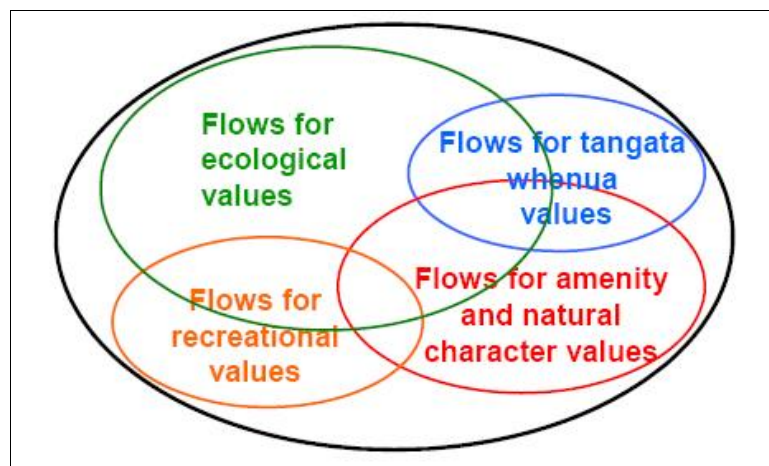 Flows for
ecological
values
Flows for tangata
whenua
values
Flows for
recreational
values
Flows for amenity
and natural
character values